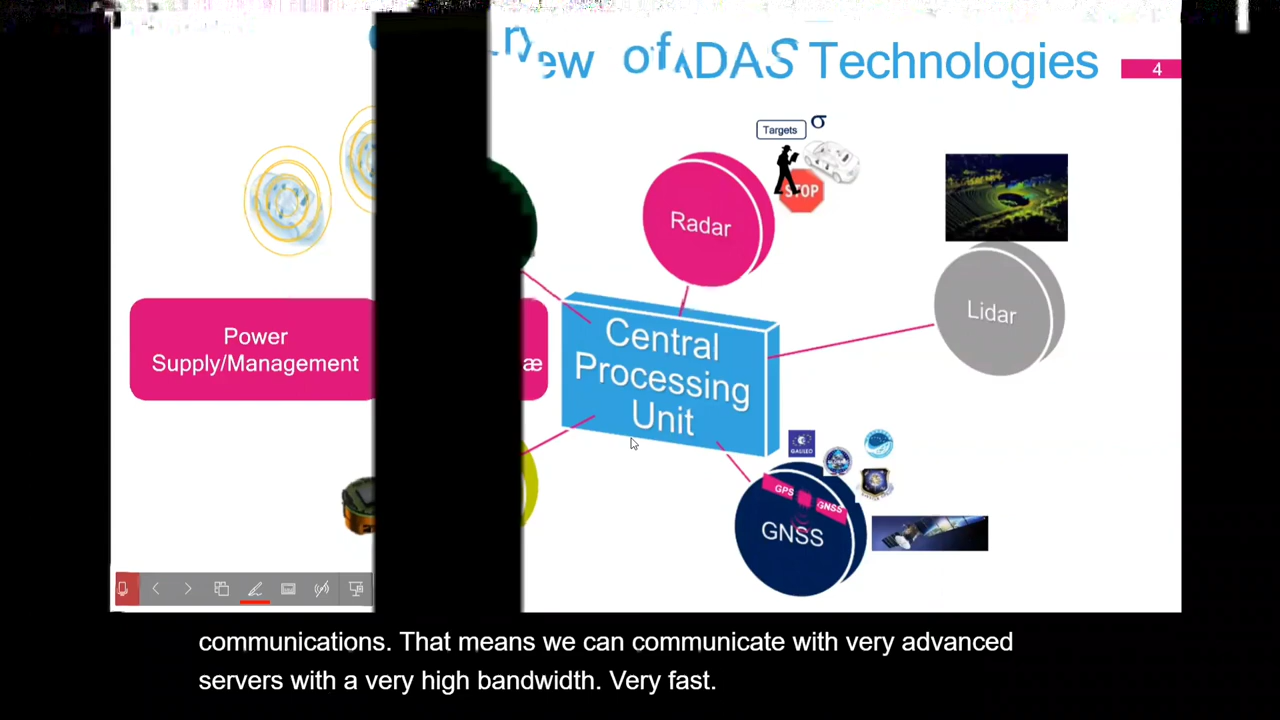 ew of ADAS Technologies
4
Targets σ
STOP
Radar
Lidar
Power
Supply/Management
æ
Central
Processing
Unit
GALILEO
GPS
GNSS
GNSS
communications. That means we can communicate with very advanced
servers with a very high bandwidth. Very fast.